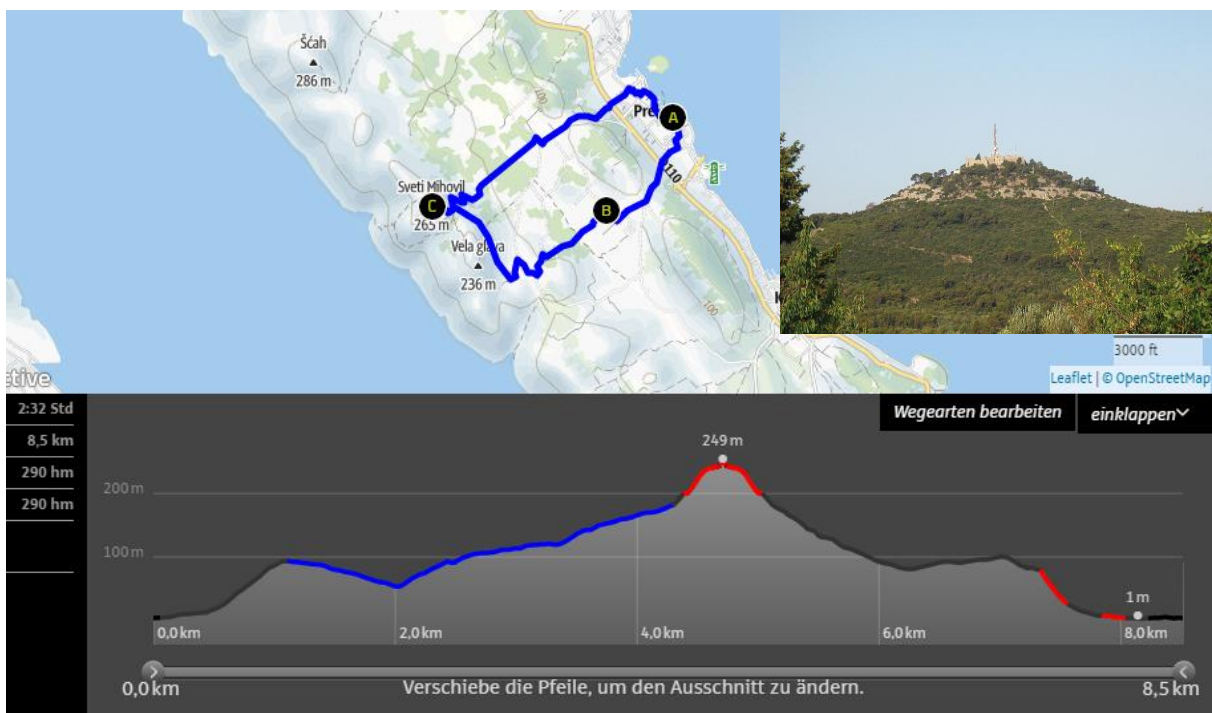 Šćah
286 m
100
Pre
A
110
Sveti Mihovil
C
265 m
B
Vela glava
236 m
100
K
3000 ft
ctive
Leaflet | © OpenStreetMap
2:32 Std
8,5 km
290 hm
290 hm
Wegearten bearbeiten
einklappen
249 m
200 m
100 m
1 m
0,0 km
2,0 km
4,0 km
6,0 km
8,0 km
0,0 km
Verschiebe die Pfeile, um den Ausschnitt zu ändern.
8,5 km